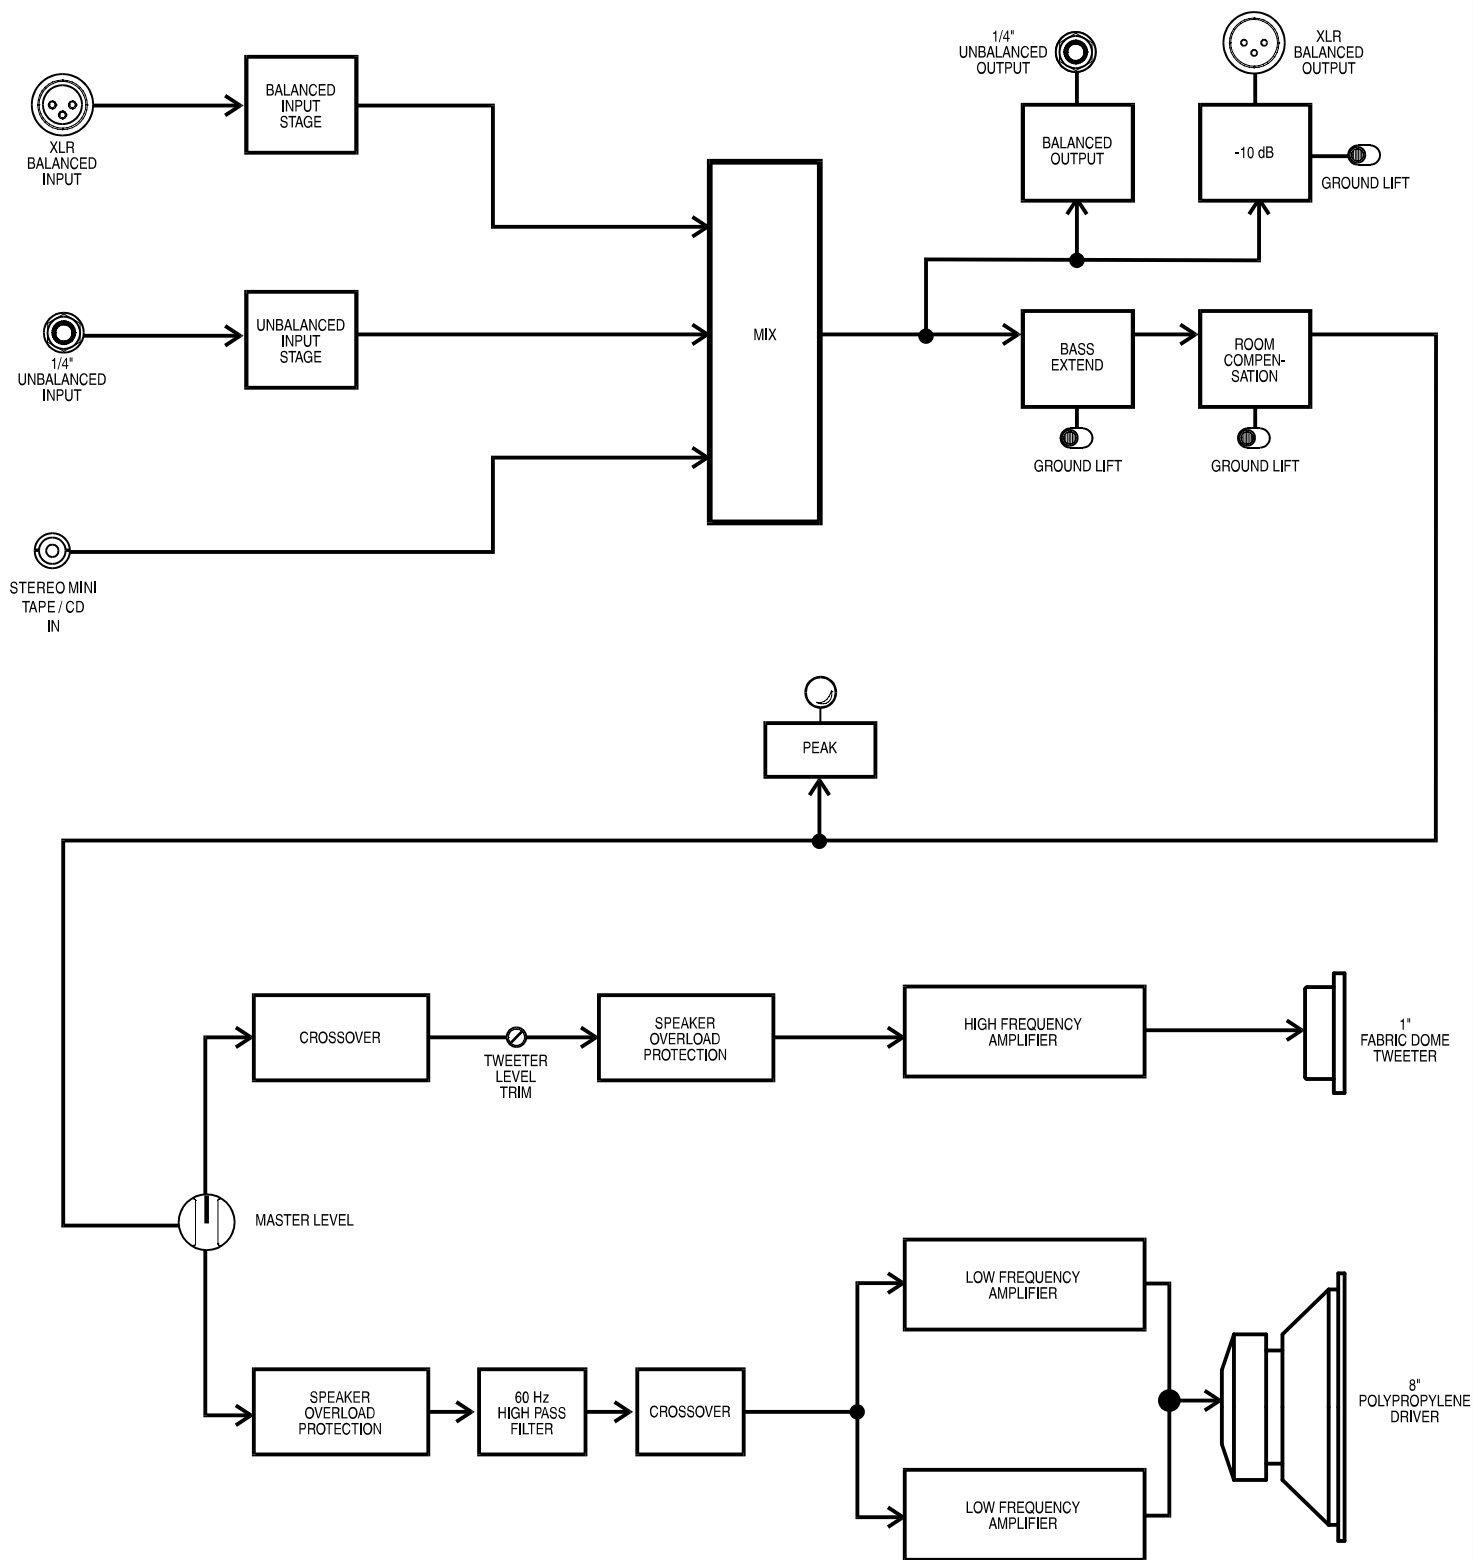 1/4"
UNBALANCED
OUTPUT
XLR
BALANCED
OUTPUT
BALANCED
INPUT
STAGE
XLR
BALANCED
INPUT
BALANCED
OUTPUT
-10 dB
GROUND LIFT
UNBALANCED
INPUT
STAGE
1/4"
UNBALANCED
INPUT
MIX
BASS
EXTEND
ROOM
COMPEN-
SATION
GROUND LIFT
GROUND LIFT
STEREO MINI
TAPE / CD
IN
PEAK
CROSSOVER
TWEETER
LEVEL
TRIM
SPEAKER
OVERLOAD
PROTECTION
HIGH FREQUENCY
AMPLIFIER
1"
FABRIC DOME
TWEETER
MASTER LEVEL
LOW FREQUENCY
AMPLIFIER
SPEAKER
OVERLOAD
PROTECTION
60 Hz
HIGH PASS
FILTER
CROSSOVER
8"
POLYPROPYLENE
DRIVER
LOW FREQUENCY
AMPLIFIER